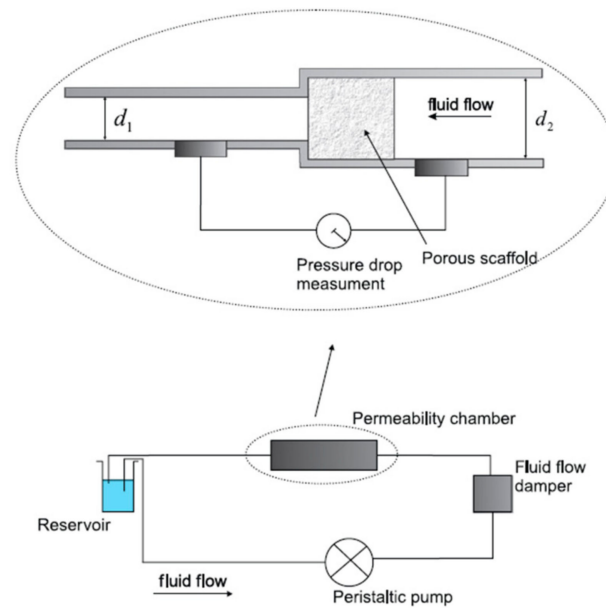 fluid flow
d1
d2
Pressure drop
measument
Porous scaffold
Permeability chamber
Fluid flow
damper
Reservoir
fluid flow
Peristaltic pump